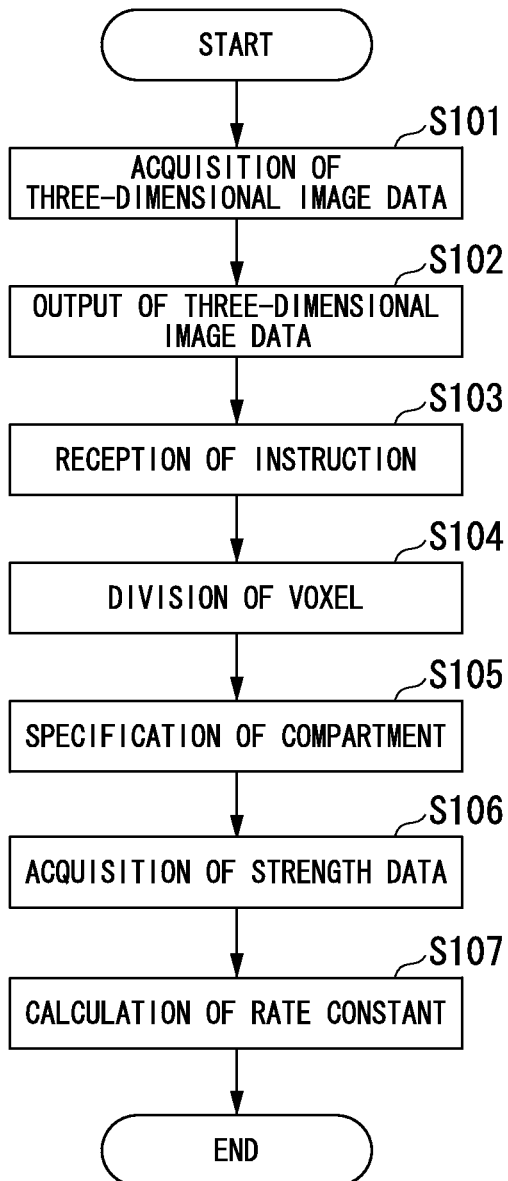 START
S101
ACQUISITION OF
THREE-DIMENSIONAL IMAGE DATA
S102
OUTPUT OF THREE-DIMENSIONAL
IMAGE DATA
S103
RECEPTION OF INSTRUCTION
S104
DIVISION OF VOXEL
S105
SPECIFICATION OF COMPARTMENT
S106
ACQUISITION OF STRENGTH DATA
S107
CALCULATION OF RATE CONSTANT
END